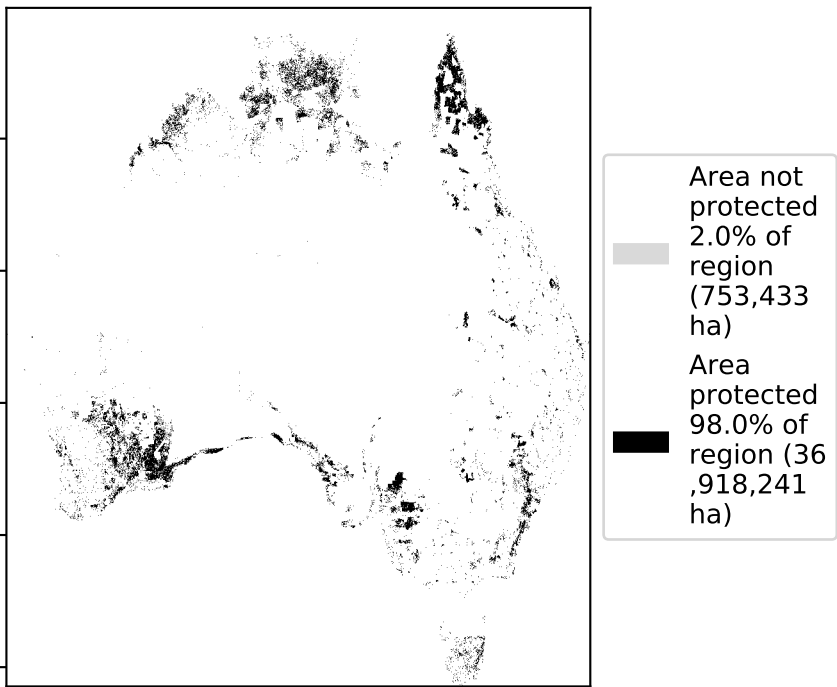 Area not
protected
2.0% of
region
(753,433
ha)
Area
protected
98.0% of
region (36
,918,241
ha)